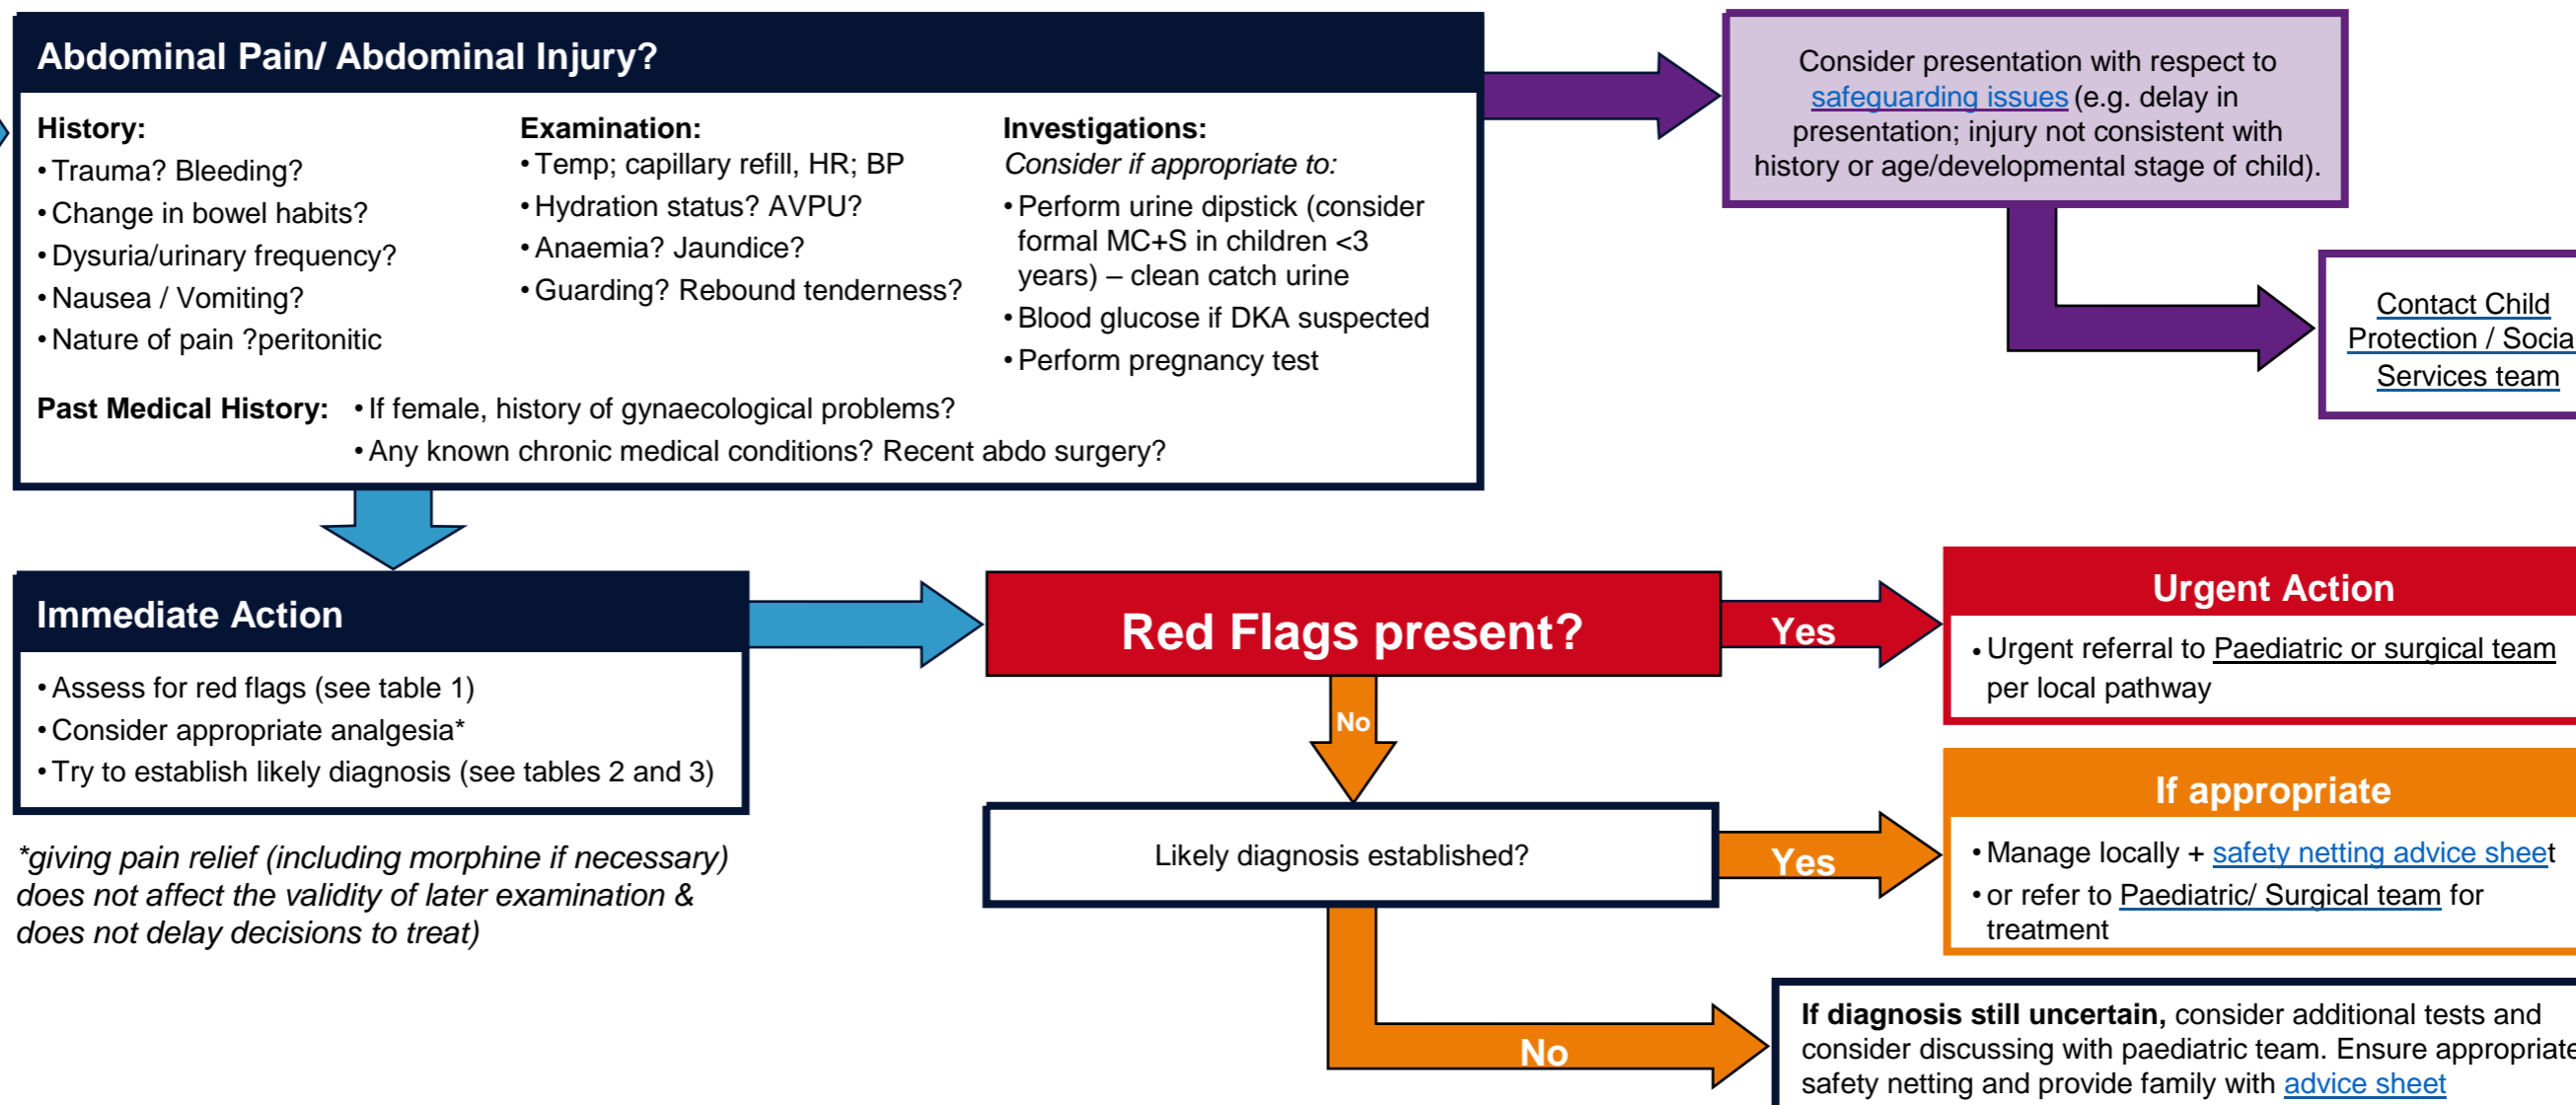 Abdominal Pain/ Abdominal Injury?
History:
• Trauma? Bleeding?
• Change in bowel habits?
• Dysuria/urinary frequency?
• Nausea / Vomiting?
• Nature of pain ?peritonitic
Examination:
• Temp; capillary refill, HR; BP
• Hydration status? AVPU?
• Anaemia? Jaundice?
• Guarding? Rebound tenderness?
Investigations:
Consider if appropriate to:
• Perform urine dipstick (consider
formal MC+S in children <3
years) – clean catch urine
• Blood glucose if DKA suspected
• Perform pregnancy test
Past Medical History: • If female, history of gynaecological problems?
• Any known chronic medical conditions? Recent abdo surgery?
Consider presentation with respect to
safeguarding issues (e.g. delay in
presentation; injury not consistent with
history or age/developmental stage of child).
Contact Child
Protection / Socia
Services team
Immediate Action
• Assess for red flags (see table 1)
• Consider appropriate analgesia*
• Try to establish likely diagnosis (see tables 2 and 3)
*giving pain relief (including morphine if necessary)
does not affect the validity of later examination &
does not delay decisions to treat)
Red Flags present?
Yes
Urgent Action
• Urgent referral to Paediatric or surgical team
per local pathway
No
Likely diagnosis established?
Yes
If appropriate
• Manage locally + safety netting advice sheet
• or refer to Paediatric/ Surgical team for
treatment
No
If diagnosis still uncertain, consider additional tests and
consider discussing with paediatric team. Ensure appropriate
safety netting and provide family with advice sheet